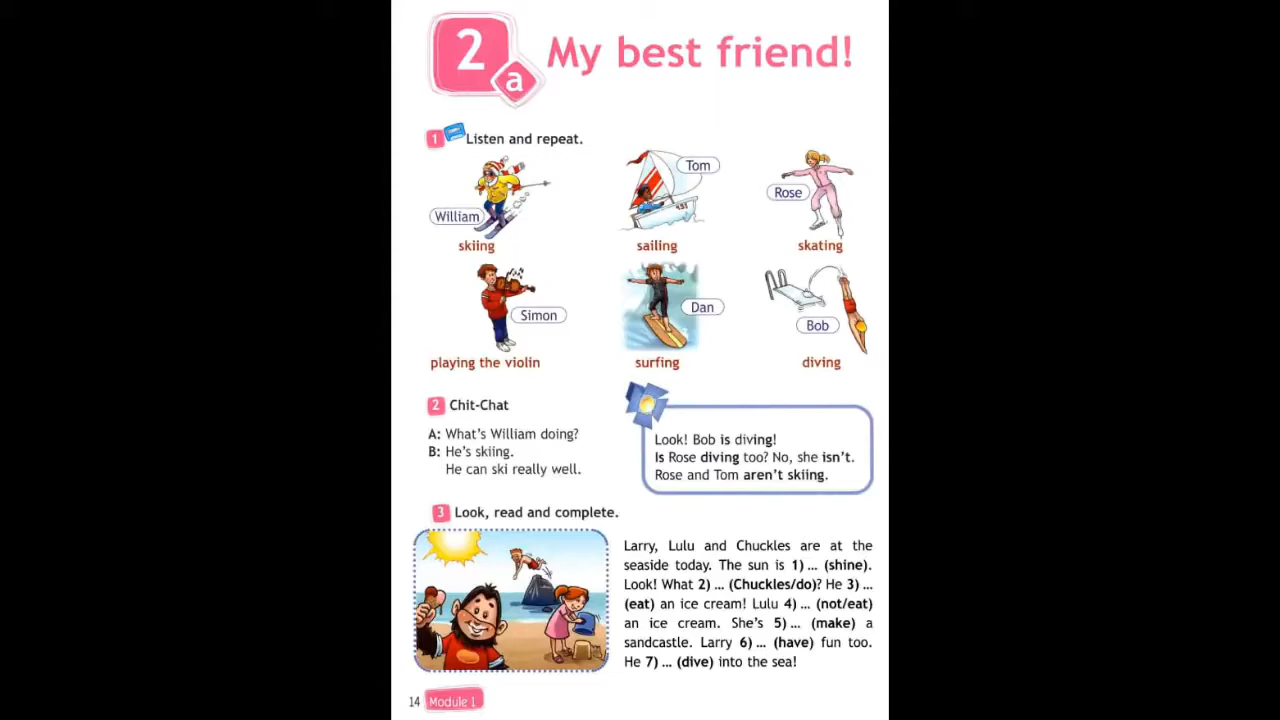 2
a
My best friend!
1 Listen and repeat.
William
skiing
Tom
sailing
Rose
skating
Simon
playing the violin
Dan
surfing
Bob
diving
2 Chit-Chat
A: What's William doing?
B: He's skiing.
He can ski really well.
Look! Bob is diving!
Is Rose diving too? No, she isn't.
Rose and Tom aren't skiing.
3 Look, read and complete.
Larry, Lulu and Chuckles are at the
seaside today. The sun is 1) ... (shine).
Look! What 2) ... (Chuckles/do)? He 3) ...
(eat) an ice cream! Lulu 4) ... (not/eat)
an ice cream. She's 5) ... (make) a
sandcastle. Larry 6) ... (have) fun too.
He 7) ... (dive) into the sea!
14 Module 1